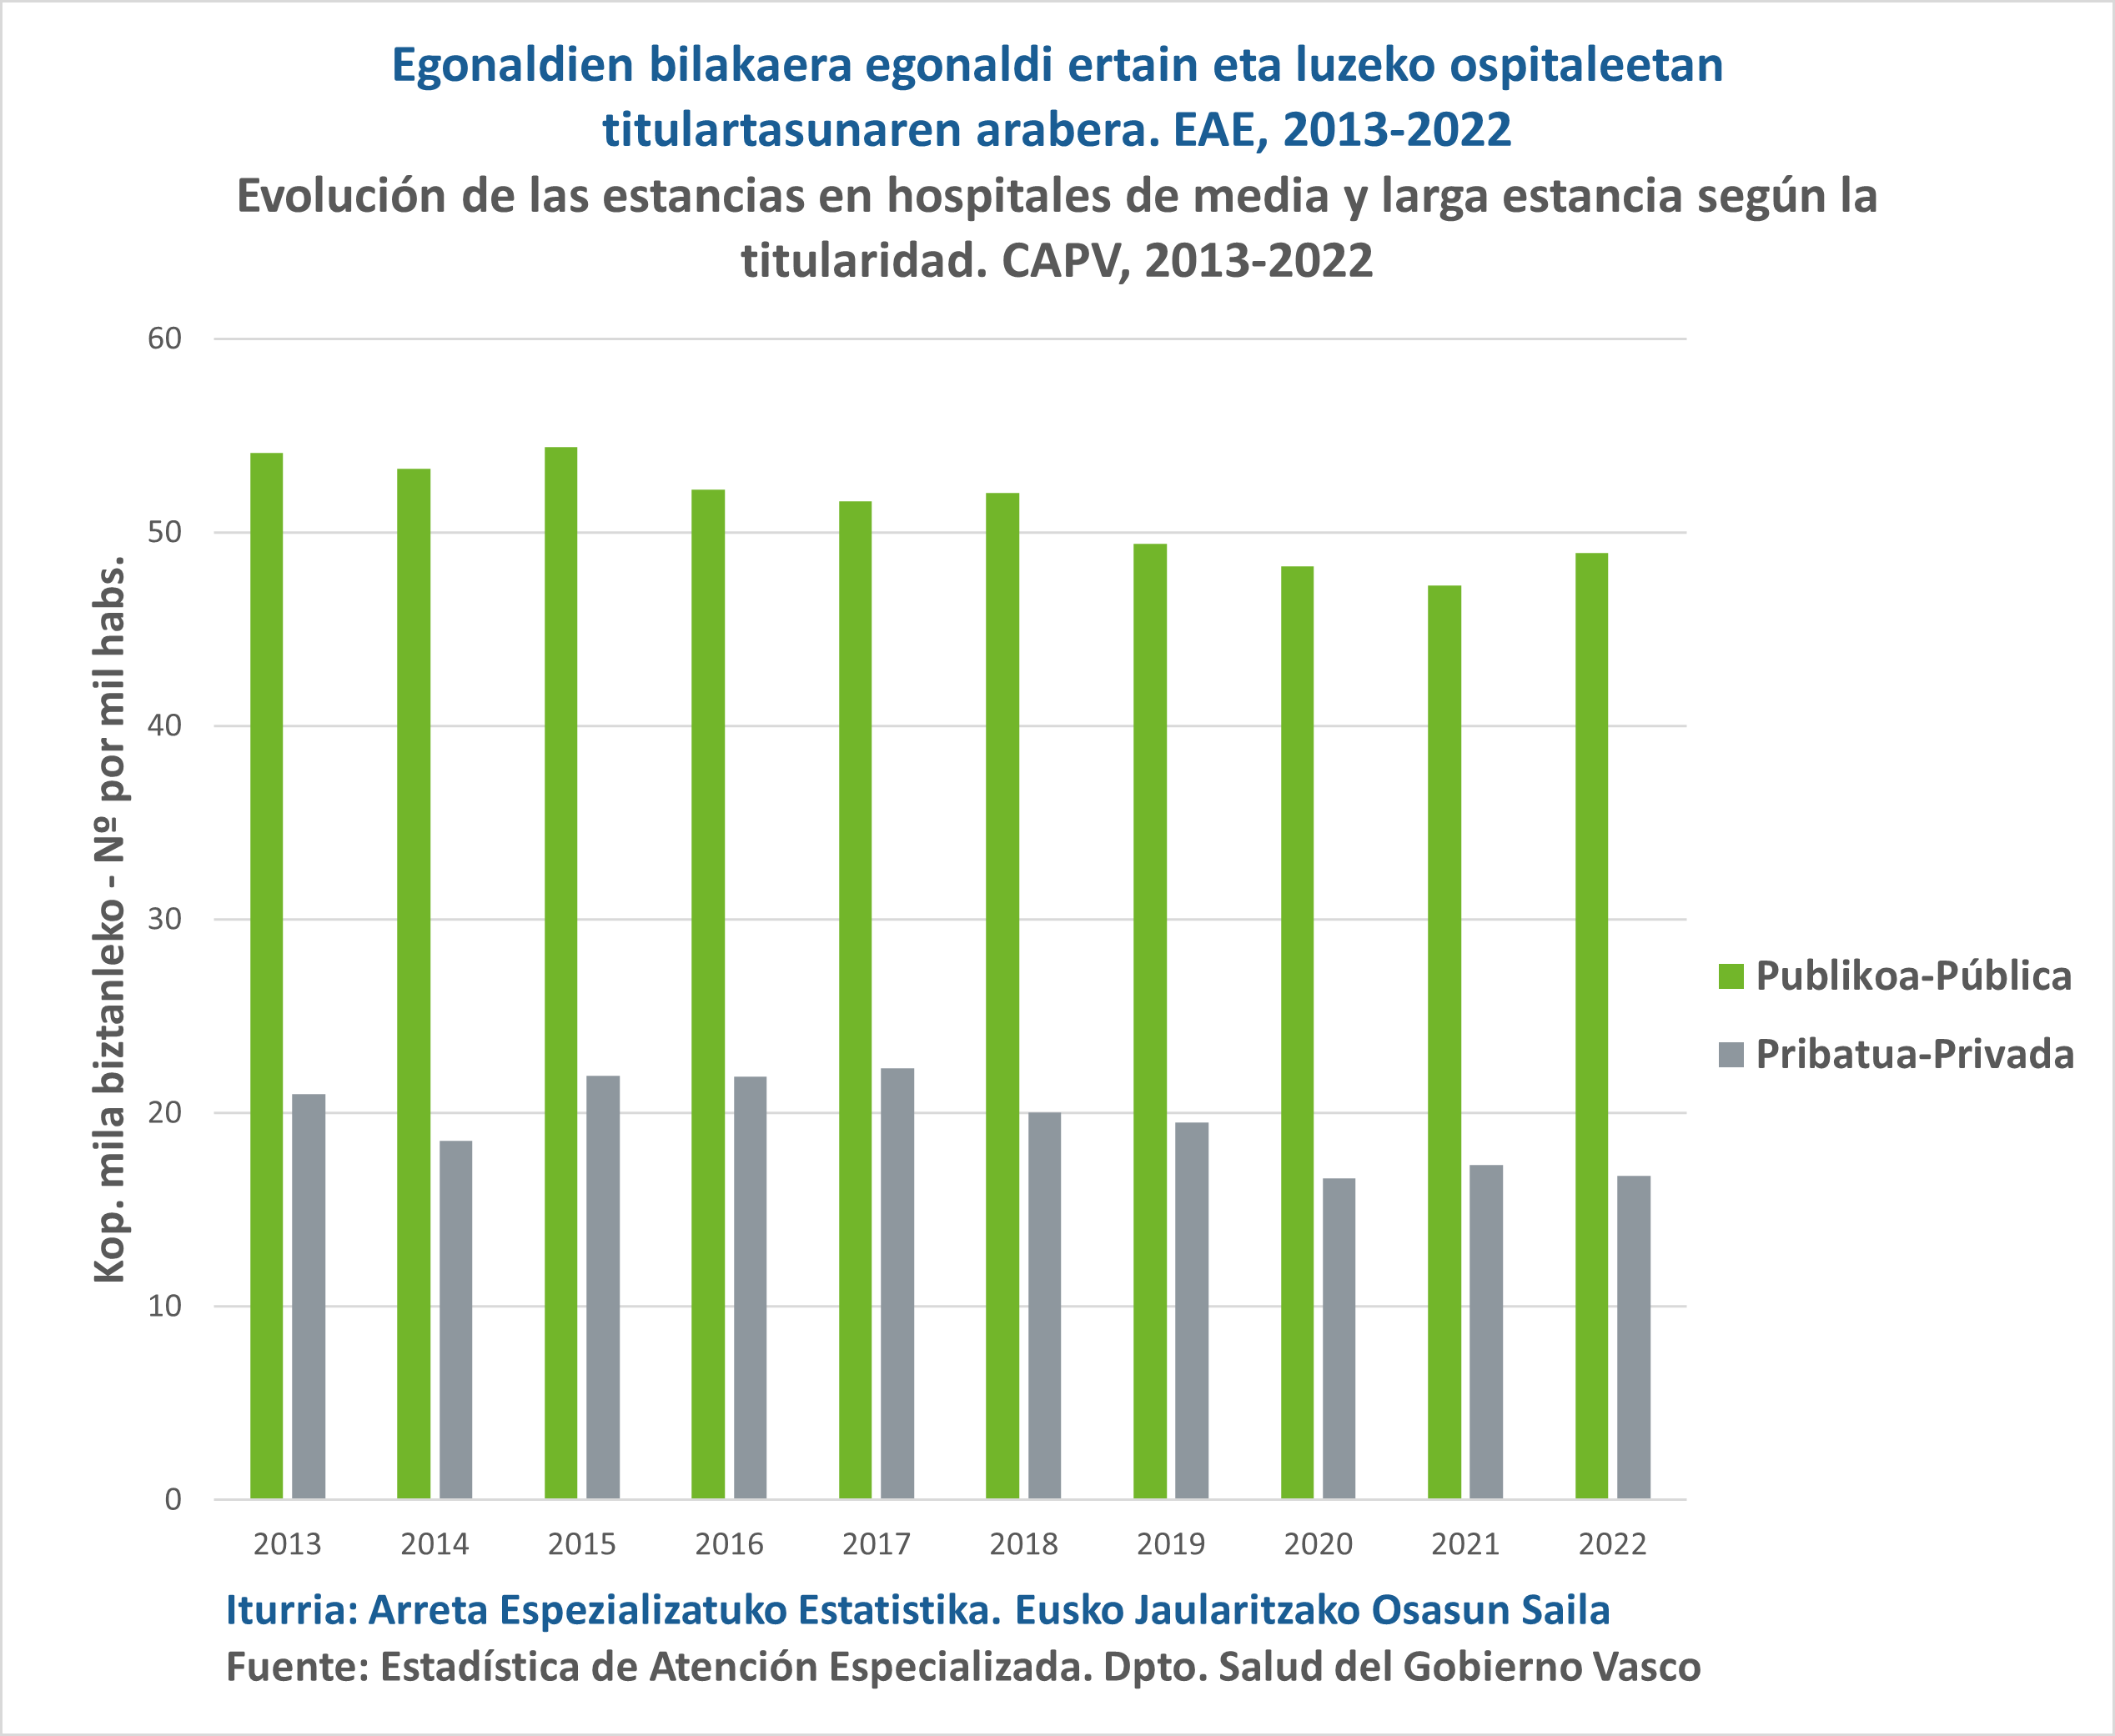 Egonaldien bilakaera egonaldi ertain eta luzeko ospitaleetan
titulartasunaren arabera. EAE, 2013-2022
Evolución de las estancias en hospitales de media y larga estancia según la
titularidad. CAPV, 2013-2022
Kop. mila biztanleko - Nº por mil habs.
60
50
40
30
20
10
0
2013 2014 2015 2016 2017 2018 2019 2020 2021 2022
Publikoa-Pública
Pribatua-Privada
Iturria: Arreta Espezializatuko Estatistika. Eusko Jaularitzako Osasun Saila
Fuente: Estadística de Atención Especializada. Dpto. Salud del Gobierno Vasco